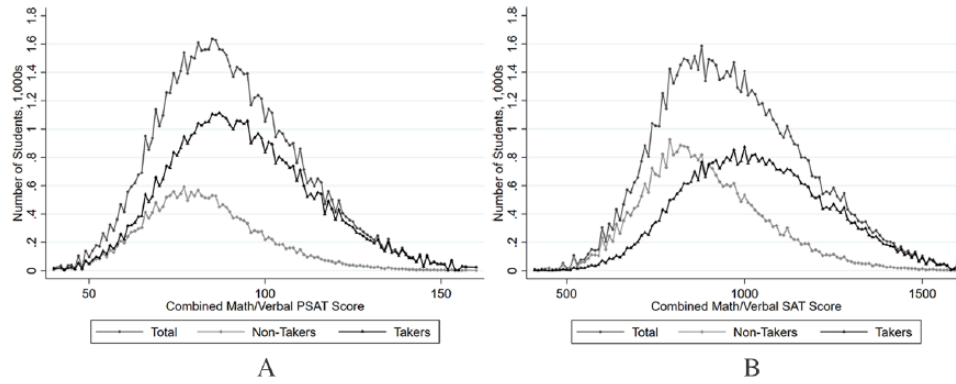 Number of Students, 1,000s
0 .2 .4 .6 .8 1 1.2 1.4 1.6 1.8
50 100 150
Combined Math/Verbal PSAT Score
Total Non-Takers Takers
A
Number of Students, 1,000s
0 .2 .4 .6 .8 1 1.2 1.4 1.6 1.8
500 1000 1500
Combined Math/Verbal SAT Score
Total Non-Takers Takers
B